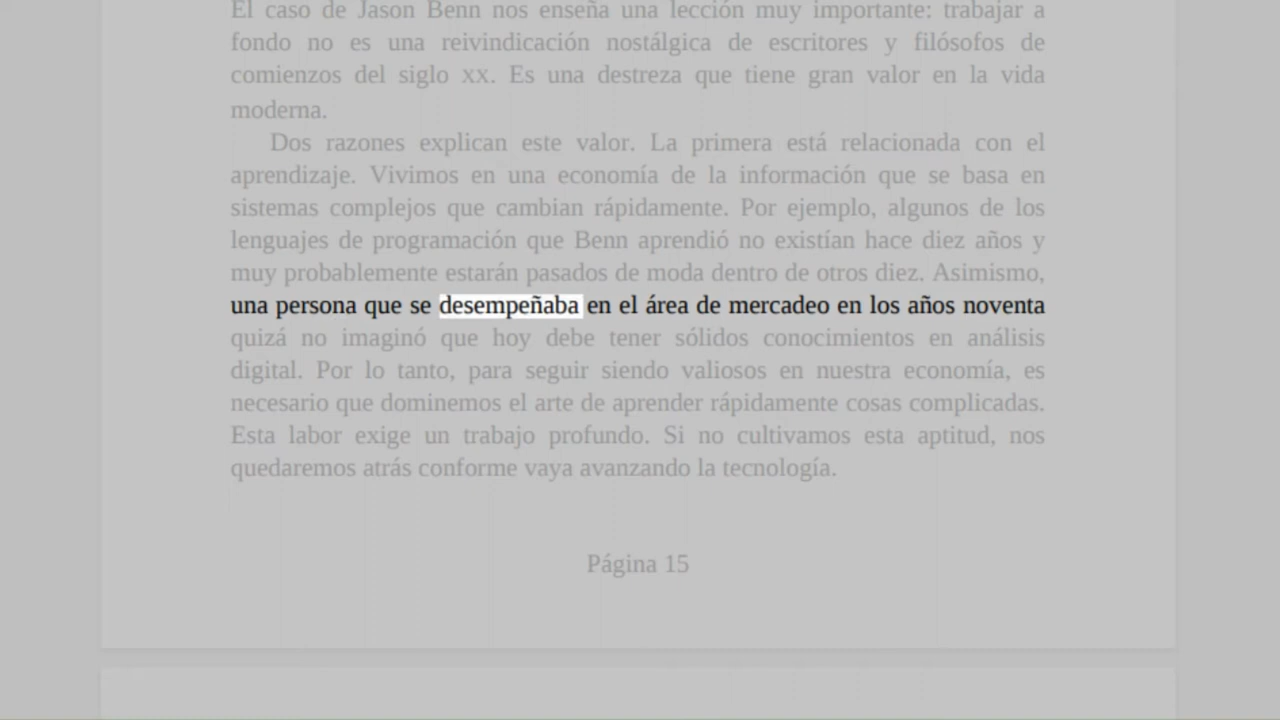 El caso de Jason Benn nos enseña una lección muy importante: trabajar a
fondo no es una reivindicación nostálgica de escritores y filósofos de
comienzos del siglo XX. Es una destreza que tiene gran valor en la vida
moderna.
Dos razones explican este valor. La primera está relacionada con el
aprendizaje. Vivimos en una economía de la información que se basa en
sistemas complejos que cambian rápidamente. Por ejemplo, algunos de los
lenguajes de programación que Benn aprendió no existían hace diez años y
muy probablemente estarán pasados de moda dentro de otros diez. Asimismo,
una persona que se desempeñaba en el área de mercadeo en los años noventa
quizá no imaginó que hoy debe tener sólidos conocimientos en análisis
digital. Por lo tanto, para seguir siendo valiosos en nuestra economía, es
necesario que dominemos el arte de aprender rápidamente cosas complicadas.
Esta labor exige un trabajo profundo. Si no cultivamos esta aptitud, nos
quedaremos atrás conforme vaya avanzando la tecnología.
Página 15